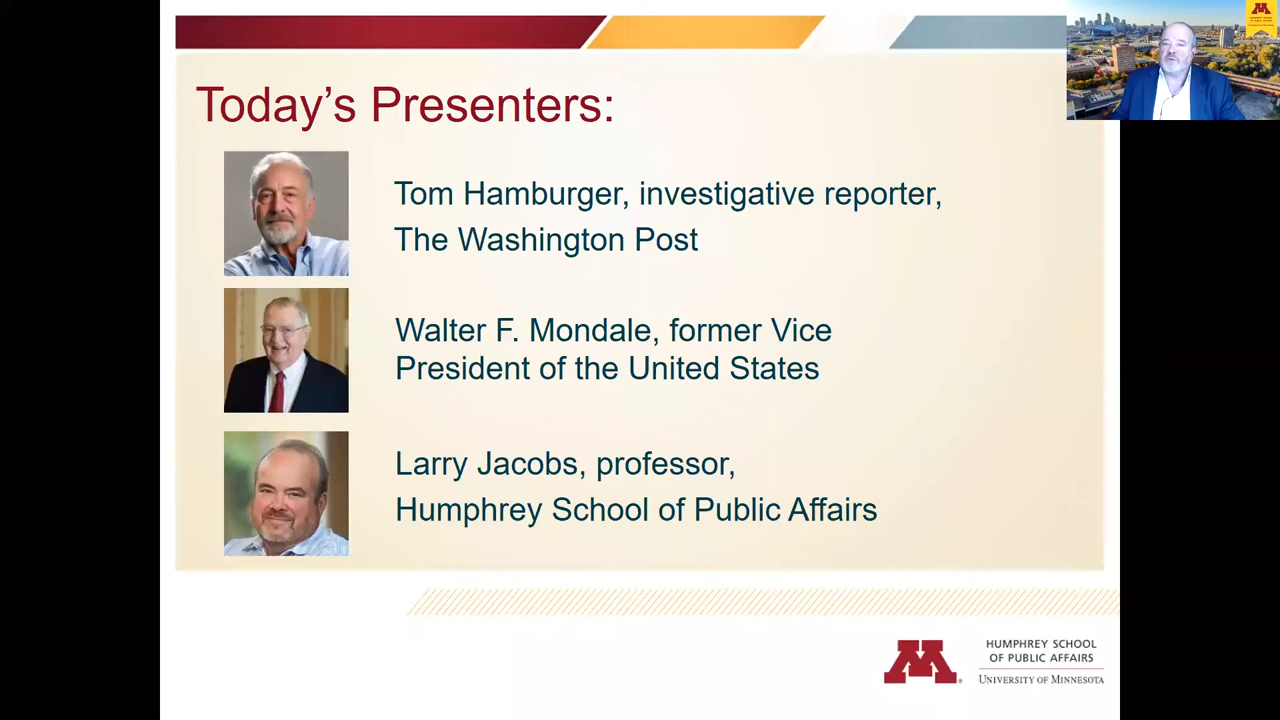 Today's Presenters:
Tom Hamburger, investigative reporter,
The Washington Post
Walter F. Mondale, former Vice
President of the United States
Larry Jacobs, professor,
Humphrey School of Public Affairs
M
HUMPHREY SCHOOL
OF PUBLIC AFFAIRS
UNIVERSITY OF MINNESOTA